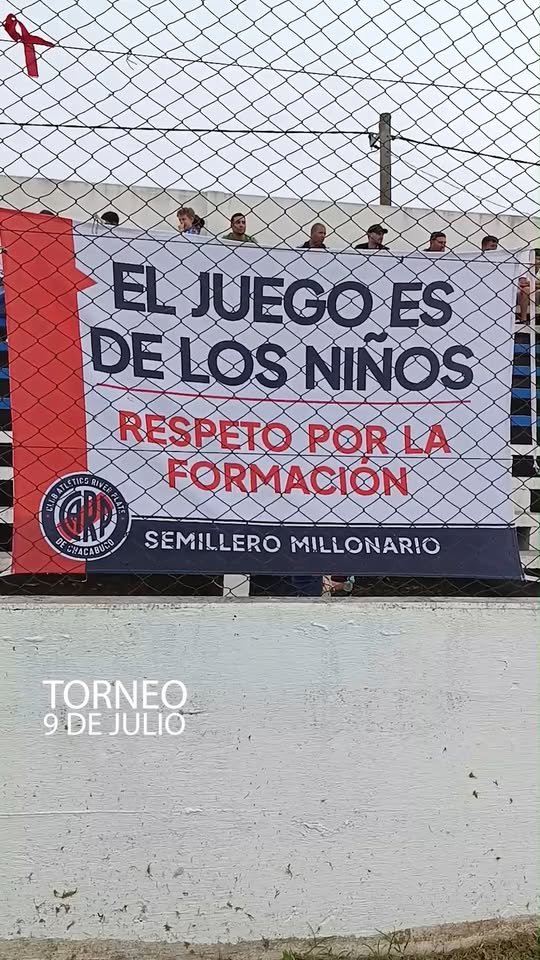 EL JUEGO ES
DE LOS NIÑOS
RESPETO POR LA
FORMACIÓN
CLUB ATLETICO RIVER PLATE
CARP
DE CHACABUCO
SEMILLERO MILLONARIO
TORNEO
9 DE JULIO